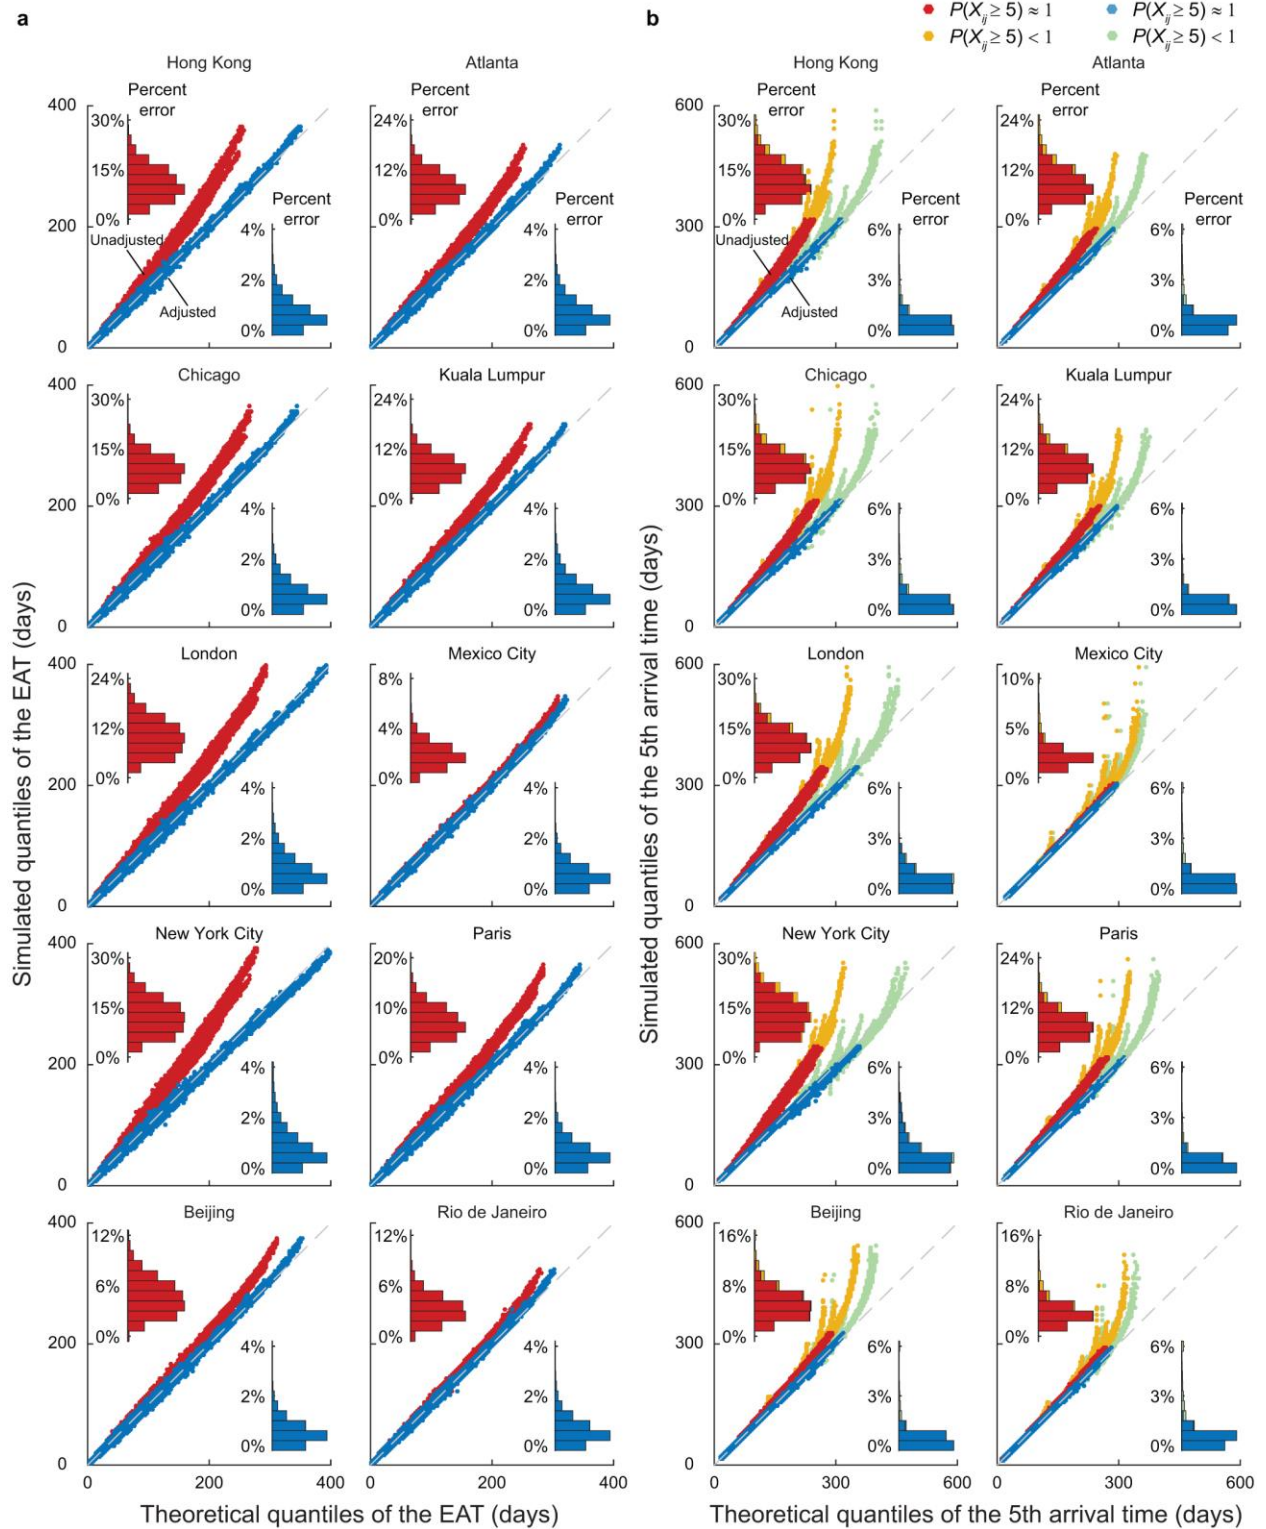 a
b
P(Xij ≥ 5) ≈ 1
P(Xij ≥ 5) ≈ 1
P(Xij ≥ 5) < 1
P(Xij ≥ 5) < 1
Hong Kong
Atlanta
Hong Kong
Atlanta
Percent
error
Percent
error
Percent
error
Percent
error
400
30%
15%
0%
24%
12%
0%
600
30%
15%
0%
24%
12%
0%
Percent
error
Percent
error
Percent
error
Percent
error
200
4%
2%
0%
4%
2%
0%
300
6%
3%
0%
6%
3%
0%
Unadjusted
Adjusted
Unadjusted
Adjusted
0
0
Chicago
Kuala Lumpur
Chicago
Kuala Lumpur
400
30%
15%
0%
24%
12%
0%
600
30%
15%
0%
24%
12%
0%
200
4%
2%
0%
4%
2%
0%
300
6%
3%
0%
6%
3%
0%
0
0
London
Mexico City
London
Mexico City
400
24%
12%
0%
8%
4%
0%
600
30%
15%
0%
10%
5%
0%
200
4%
2%
0%
4%
2%
0%
300
6%
3%
0%
6%
3%
0%
0
0
New York City
Paris
New York City
Paris
400
30%
15%
0%
20%
10%
0%
600
30%
15%
0%
24%
12%
0%
200
4%
2%
0%
4%
2%
0%
300
6%
3%
0%
6%
3%
0%
0
0
Beijing
Rio de Janeiro
Beijing
Rio de Janeiro
400
12%
6%
0%
12%
6%
0%
600
16%
8%
0%
16%
8%
0%
200
4%
2%
0%
4%
2%
0%
300
6%
3%
0%
6%
3%
0%
0
0
0 200 400
0 200 400
0 300 600
0 300 600
Simulated quantiles of the EAT (days)
Simulated quantiles of the 5th arrival time (days)
Theoretical quantiles of the EAT (days)
Theoretical quantiles of the 5th arrival time (days)